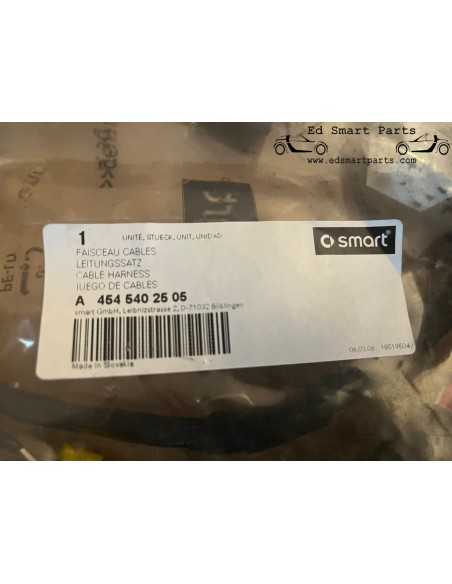 Ed Smart Parts
www.edsmartparts.com
1 UNITÉ, STUECK, UNIT, UNIDAD
FAISCEAU CABLES
LEITUNGSSATZ
CABLE HARNESS
JUEGO DE CABLES
A 454 540 25 05
smart GmbH, Leibnizstrasse 2, D-71032 Böblingen
Made in Slovakia
smart